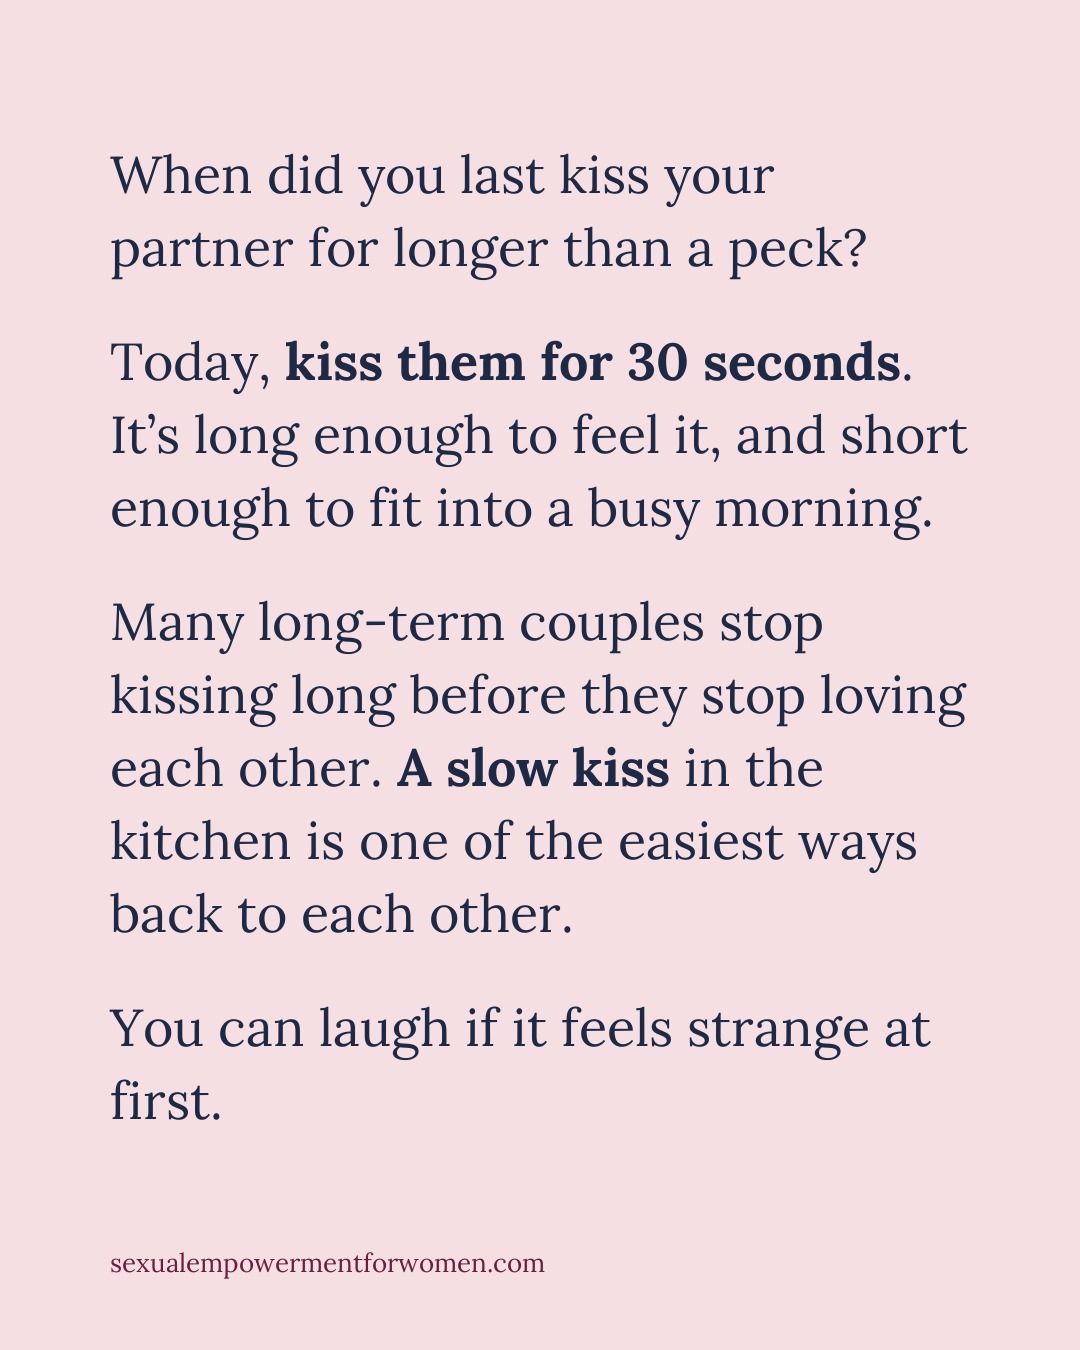 When did you last kiss your
partner for longer than a peck?
Today, kiss them for 30 seconds.
It’s long enough to feel it, and short
enough to fit into a busy morning.
Many long-term couples stop
kissing long before they stop loving
each other. A slow kiss in the
kitchen is one of the easiest ways
back to each other.
You can laugh if it feels strange at
first.
sexualempowermentforwomen.com